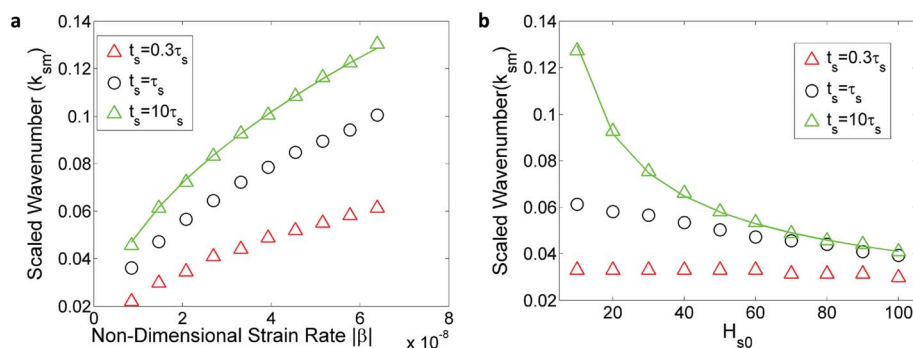 a
0.14
0.12
0.1
0.08
0.06
0.04
0.02
Scaled Wavenumber (k_sm)
t_s=0.3τ_s
t_s=τ_s
t_s=10τ_s
0 2 4 6 8
Non-Dimensional Strain Rate |β|
x 10^-8
b
0.14
0.12
0.1
0.08
0.06
0.04
0.02
Scaled Wavenumber(k_sm)
t_s=0.3τ_s
t_s=τ_s
t_s=10τ_s
20 40 60 80 100
H_s0